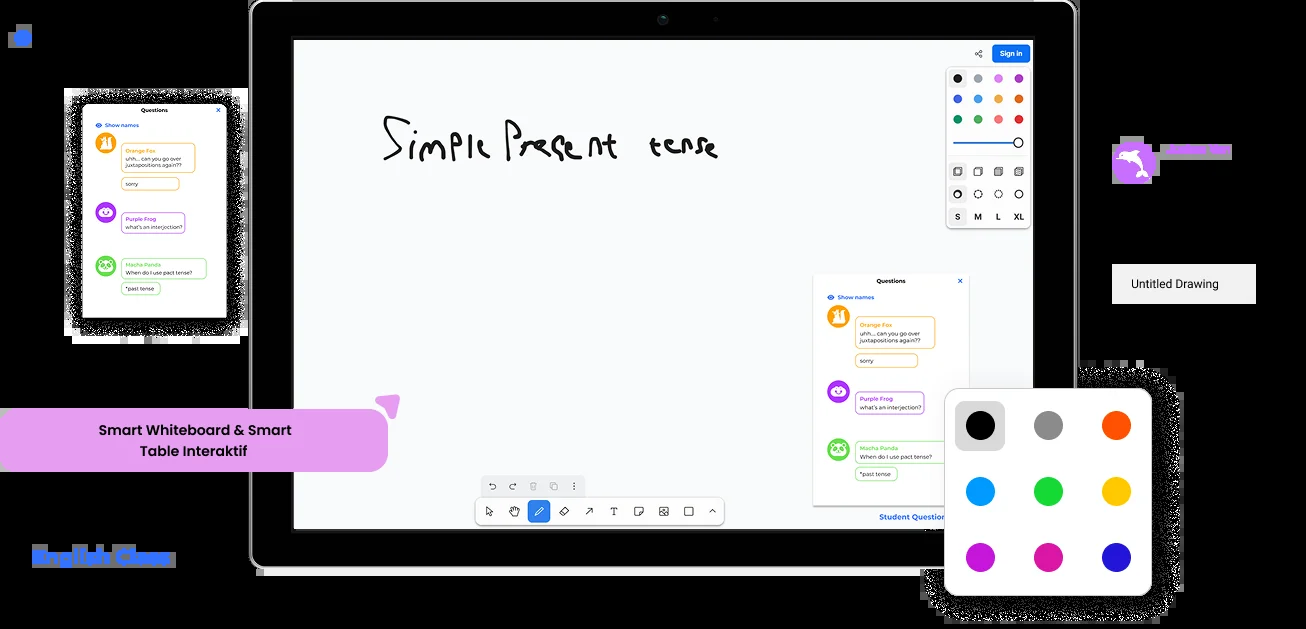 Questions
Show names
Orange Fox
uhh... can you go over
juxtapositions again??
sorry
Purple Frog
what's an interjection?
Macha Panda
When do I use pact tense?
*past tense
Smart Whiteboard & Smart
Table Interaktif
English Class
Simple Present tense
Sign in
S M L XL
Questions
Show names
Orange Fox
uhh... can you go over
juxtapositions again??
sorry
Purple Frog
what's an interjection?
Macha Panda
When do I use pact tense?
*past tense
T
Untitled Drawing